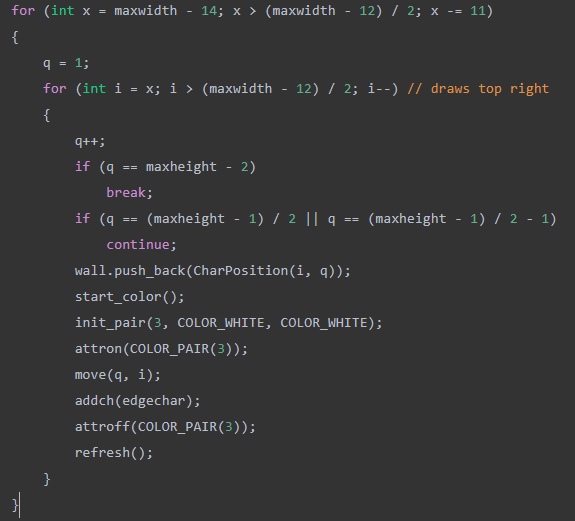 for (int x = maxwidth - 14; x > (maxwidth - 12) / 2; x -= 11)
{
    q = 1;
    for (int i = x; i > (maxwidth - 12) / 2; i--) // draws top right
    {
        q++;
        if (q == maxheight - 2)
            break;
        if (q == (maxheight - 1) / 2 || q == (maxheight - 1) / 2 - 1)
            continue;
        wall.push_back(CharPosition(i, q));
        start_color();
        init_pair(3, COLOR_WHITE, COLOR_WHITE);
        attron(COLOR_PAIR(3));
        move(q, i);
        addch(edgechar);
        attroff(COLOR_PAIR(3));
        refresh();
    }
}